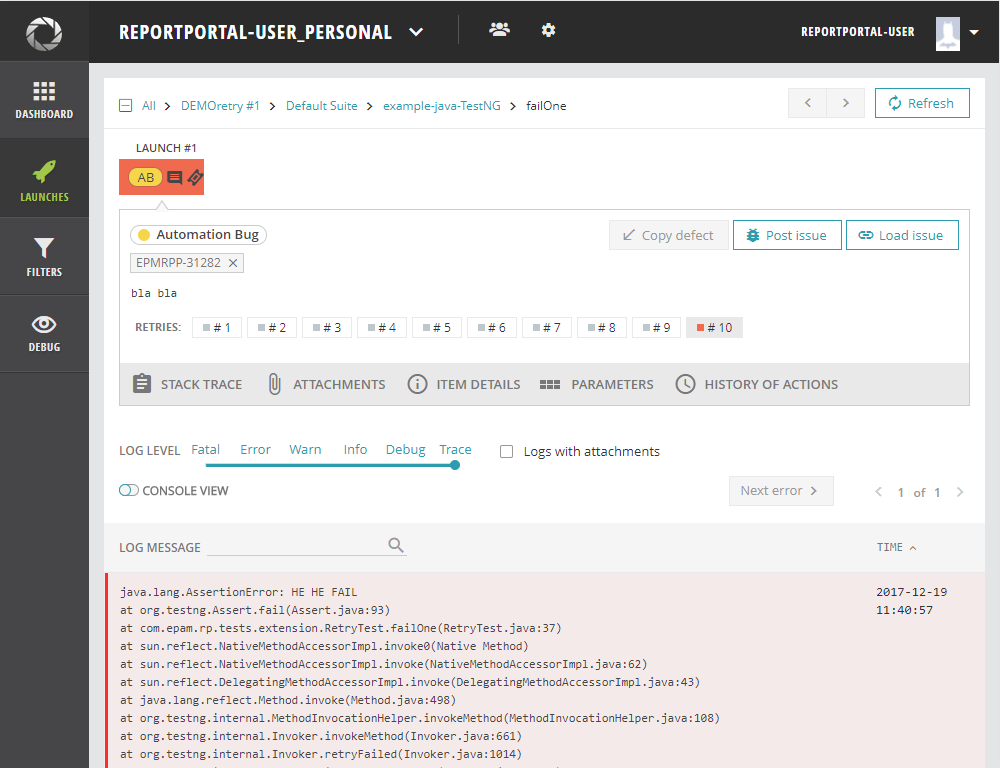 REPORTPORTAL-USER_PERSONAL
REPORTPORTAL-USER
DASHBOARD
LAUNCHES
FILTERS
DEBUG
All > DEMOretry #1 > Default Suite > example-java-TestNG > failOne
Refresh
LAUNCH #1
AB
Automation Bug
Copy defect
Post issue
Load issue
EPMRPP-31282
bla bla
RETRIES: # 1 # 2 # 3 # 4 # 5 # 6 # 7 # 8 # 9 # 10
STACK TRACE ATTACHMENTS ITEM DETAILS PARAMETERS HISTORY OF ACTIONS
LOG LEVEL Fatal Error Warn Info Debug Trace Logs with attachments
CONSOLE VIEW
Next error >
1 of 1
LOG MESSAGE
TIME
java.lang.AssertionError: HE HE FAIL
2017-12-19
at org.testng.Assert.fail(Assert.java:93)
11:40:57
at com.epam.rp.tests.extension.RetryTest.failOne(RetryTest.java:37)
at sun.reflect.NativeMethodAccessorImpl.invoke0(Native Method)
at sun.reflect.NativeMethodAccessorImpl.invoke(NativeMethodAccessorImpl.java:62)
at sun.reflect.DelegatingMethodAccessorImpl.invoke(DelegatingMethodAccessorImpl.java:43)
at java.lang.reflect.Method.invoke(Method.java:498)
at org.testng.internal.MethodInvocationHelper.invokeMethod(MethodInvocationHelper.java:108)
at org.testng.internal.Invoker.invokeMethod(Invoker.java:661)
at org.testng.internal.Invoker.retryFailed(Invoker.java:1014)